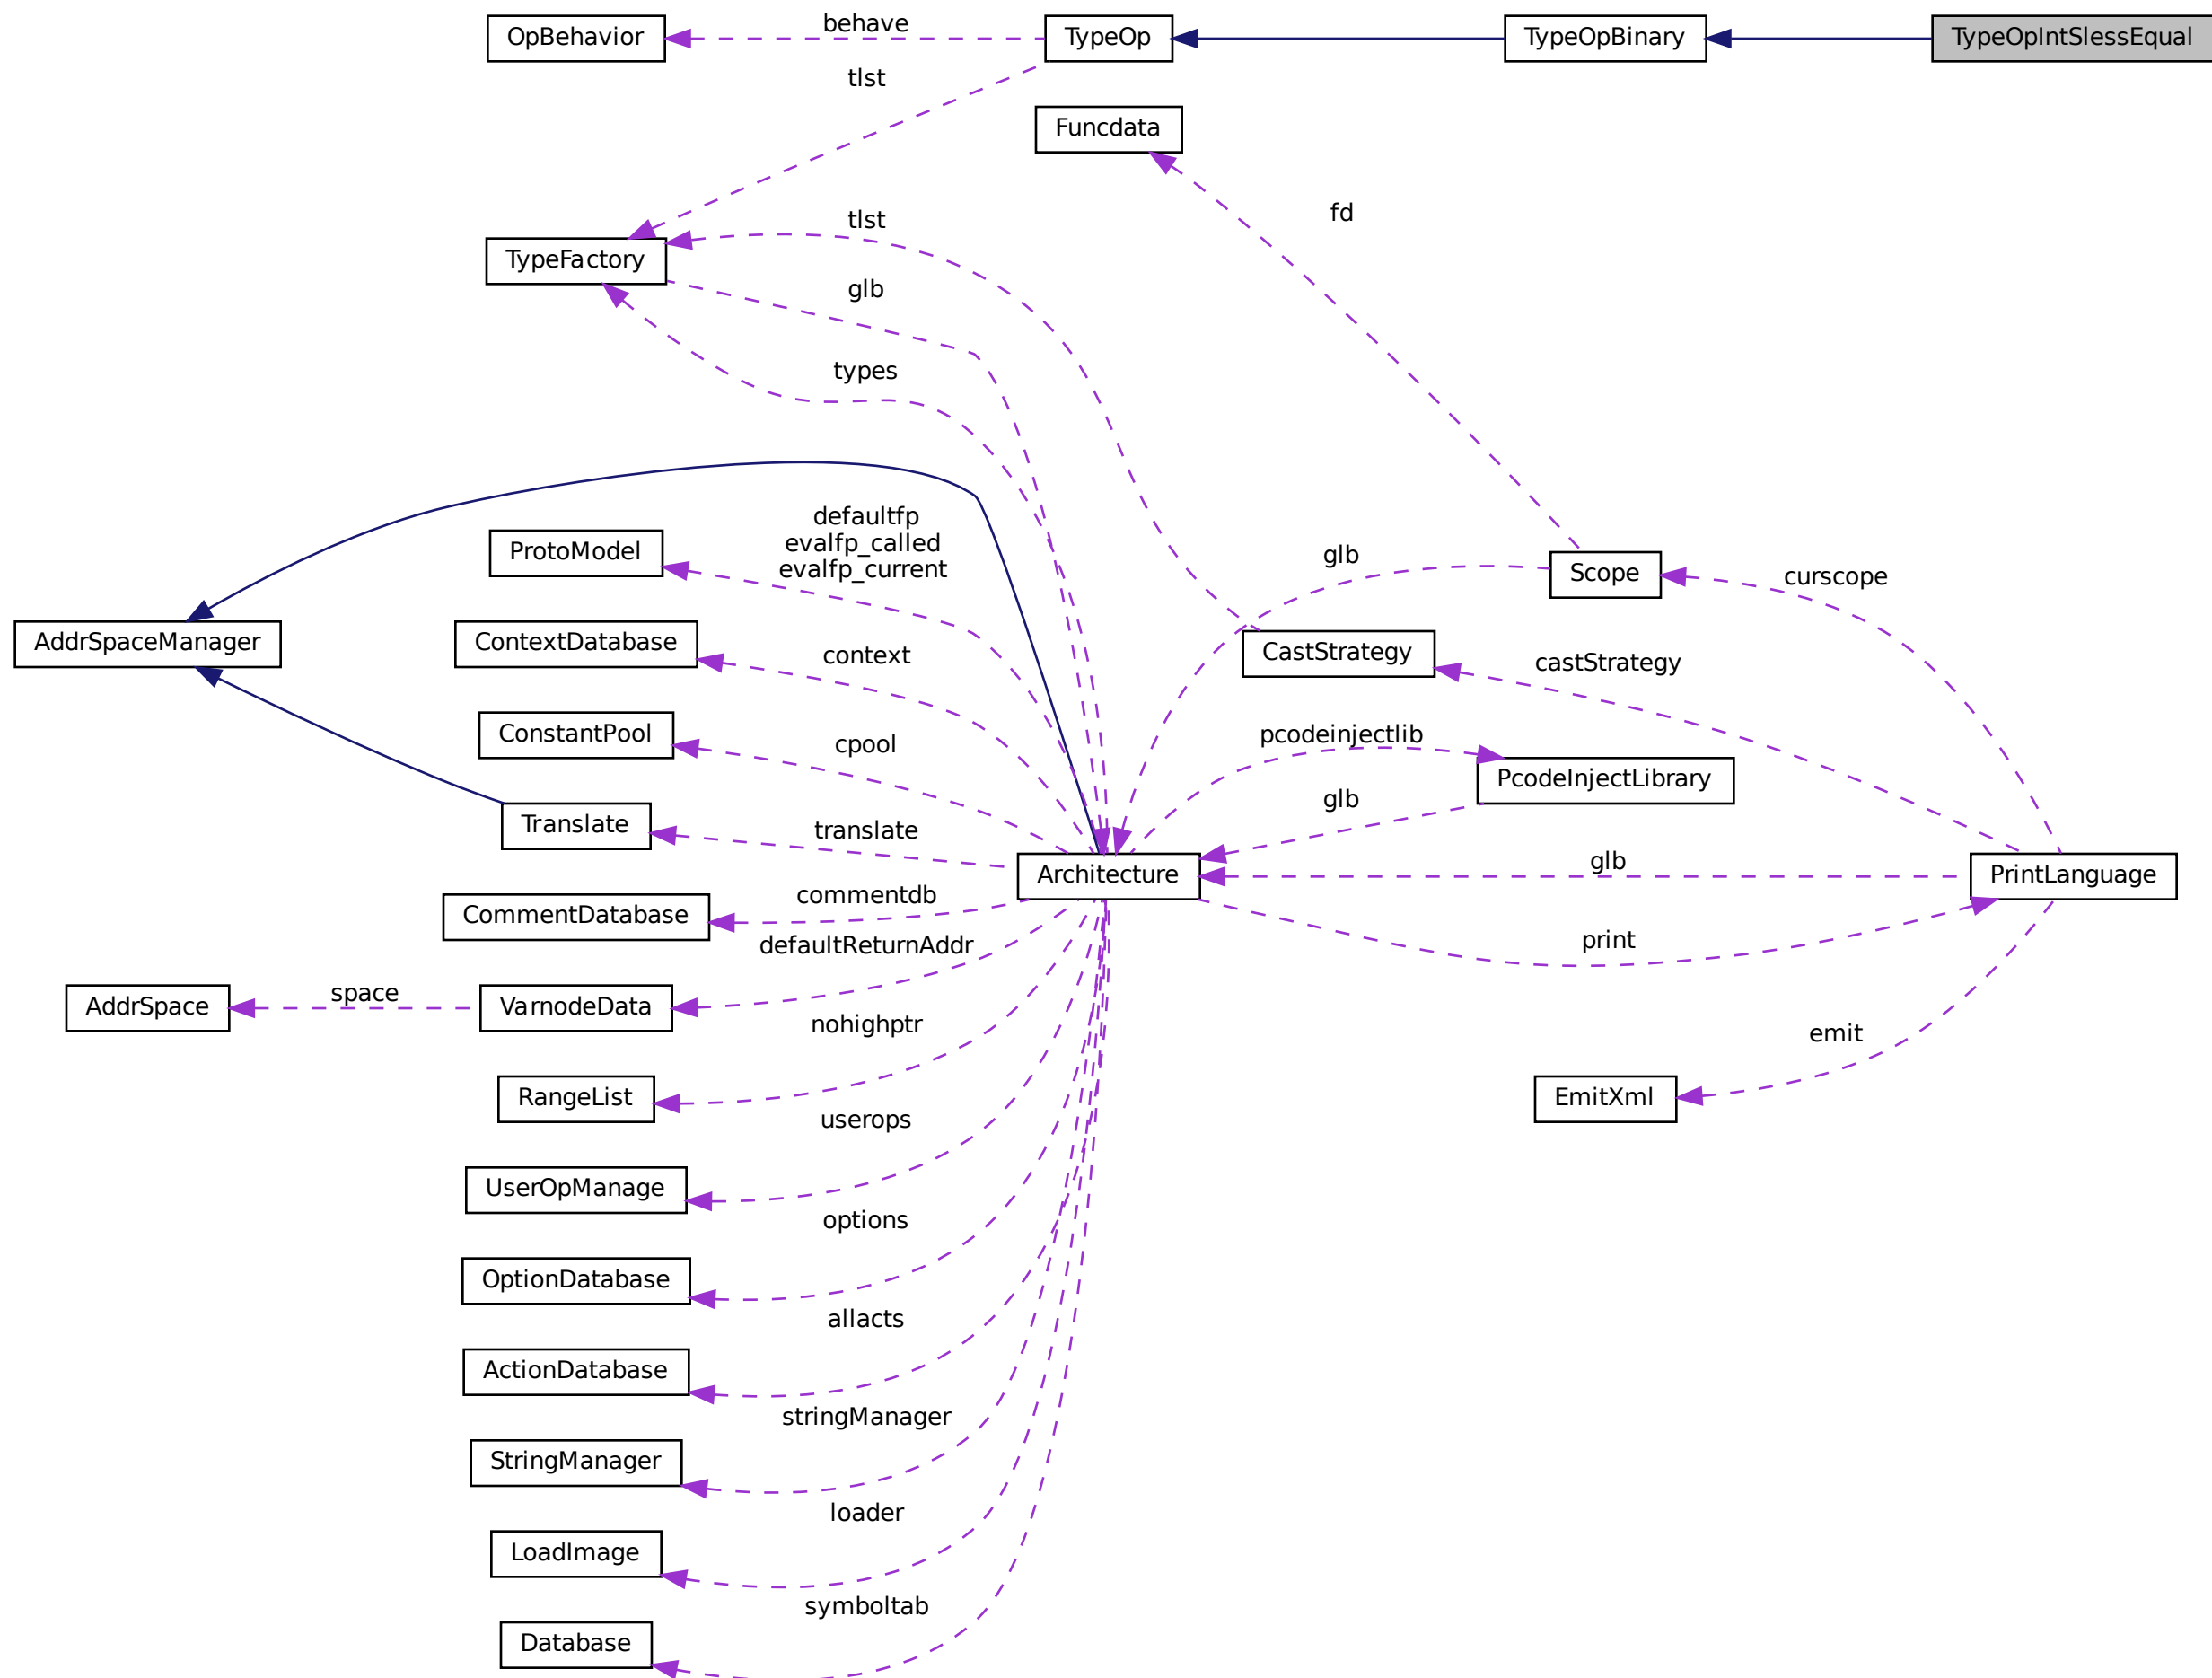 OpBehavior
behave
TypeOp
TypeOpBinary
TypeOpIntSlessEqual
tlst
Funcdata
fd
tlst
TypeFactory
glb
types
defaultfp
evalfp_called
evalfp_current
ProtoModel
glb
Scope
curscope
AddrSpaceManager
ContextDatabase
context
CastStrategy
castStrategy
ConstantPool
cpool
pcodeinjectlib
PcodeInjectLibrary
glb
Translate
translate
Architecture
glb
PrintLanguage
CommentDatabase
commentdb
print
defaultReturnAddr
AddrSpace
space
VarnodeData
nohighptr
emit
RangeList
EmitXml
userops
UserOpManage
options
OptionDatabase
allacts
ActionDatabase
stringManager
StringManager
loader
LoadImage
symboltab
Database